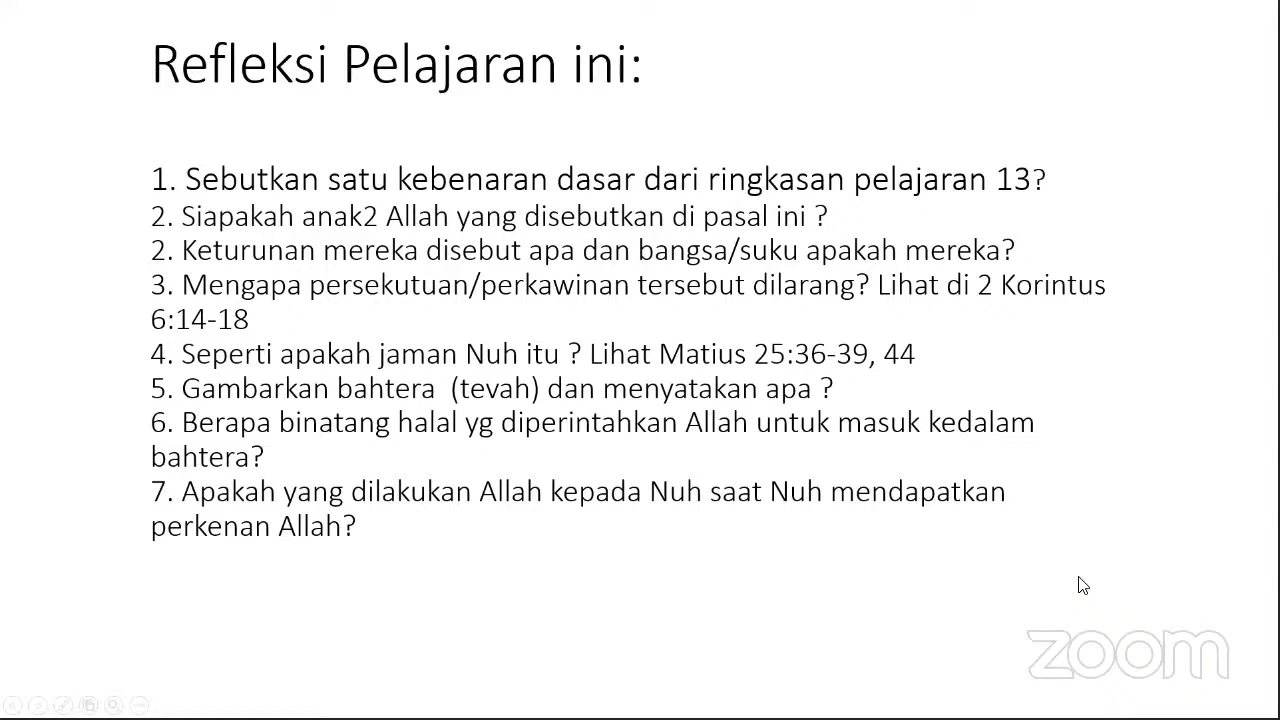 Refleksi Pelajaran ini:
1. Sebutkan satu kebenaran dasar dari ringkasan pelajaran 13?
2. Siapakah anak2 Allah yang disebutkan di pasal ini ?
2. Keturunan mereka disebut apa dan bangsa/suku apakah mereka?
3. Mengapa persekutuan/perkawinan tersebut dilarang? Lihat di 2 Korintus
6:14-18
4. Seperti apakah jaman Nuh itu ? Lihat Matius 25:36-39, 44
5. Gambarkan bahtera  (tevah) dan menyatakan apa ?
6. Berapa binatang halal yg diperintahkan Allah untuk masuk kedalam
bahtera?
7. Apakah yang dilakukan Allah kepada Nuh saat Nuh mendapatkan
perkenan Allah?
zoom